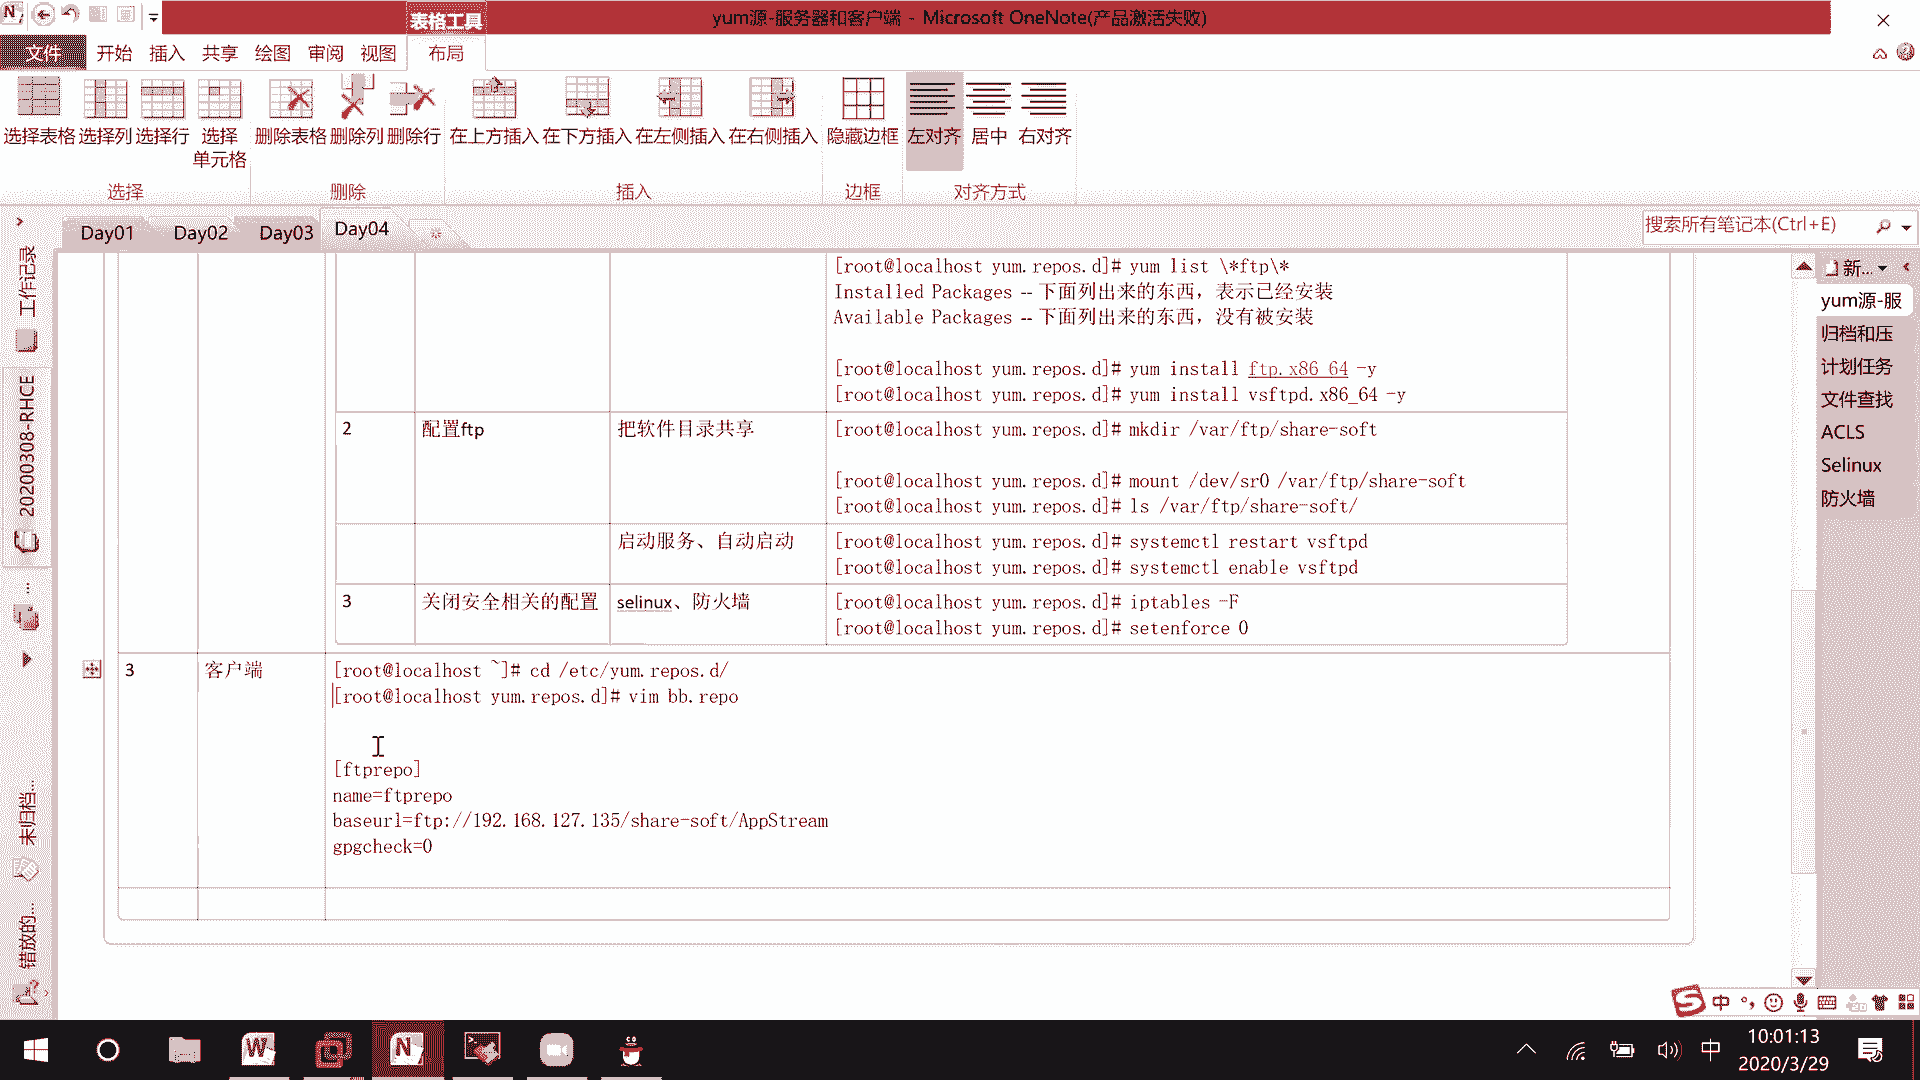 yum源-服务器和客户端 - Microsoft OneNote(产品激活失败)
表格工具
文件 开始 插入 共享 绘图 审阅 视图 布局
选择表格 选择列 选择行 选择单元格 删除表格 删除列 删除行 在上方插入 在下方插入 在左侧插入 在右侧插入 隐藏边框 左对齐 居中 右对齐
选择 删除 插入 边框 对齐方式
Day01 Day02 Day03 Day04
搜索所有笔记本(Ctrl+E)
工作记录
20200308-RHCE
未归档...
错放的...
新...
yum源-服
归档和压
计划任务
文件查找
ACLS
Selinux
防火墙
[root@localhost yum.repos.d]# yum list \*ftp\*
Installed Packages -- 下面列出来的东西，表示已经安装
Available Packages -- 下面列出来的东西，没有被安装
[root@localhost yum.repos.d]# yum install ftp.x86_64 -y
[root@localhost yum.repos.d]# yum install vsftpd.x86_64 -y
2 配置ftp 把软件目录共享 [root@localhost yum.repos.d]# mkdir /var/ftp/share-soft
[root@localhost yum.repos.d]# mount /dev/sr0 /var/ftp/share-soft
[root@localhost yum.repos.d]# ls /var/ftp/share-soft/
启动服务、自动启动 [root@localhost yum.repos.d]# systemctl restart vsftpd
[root@localhost yum.repos.d]# systemctl enable vsftpd
3 关闭安全相关的配置 selinux、防火墙 [root@localhost yum.repos.d]# iptables -F
[root@localhost yum.repos.d]# setenforce 0
3 客户端 [root@localhost ~]# cd /etc/yum.repos.d/
[root@localhost yum.repos.d]# vim bb.repo
[ftprepo]
name=ftprepo
baseurl=ftp://192.168.127.135/share-soft/AppStream
gpgcheck=0
中
中
10:01:13
2020/3/29